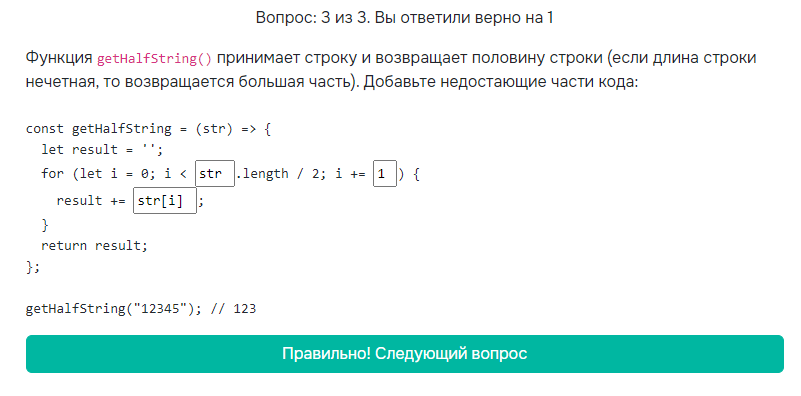 Вопрос: 3 из 3. Вы ответили верно на 1
Функция getHalfString() принимает строку и возвращает половину строки (если длина строки
нечетная, то возвращается большая часть). Добавьте недостающие части кода:
const getHalfString = (str) => {
let result = '';
for (let i = 0; i < str .length / 2; i += 1 ) {
result += str[i] ;
}
return result;
};
getHalfString("12345"); // 123
Правильно! Следующий вопрос